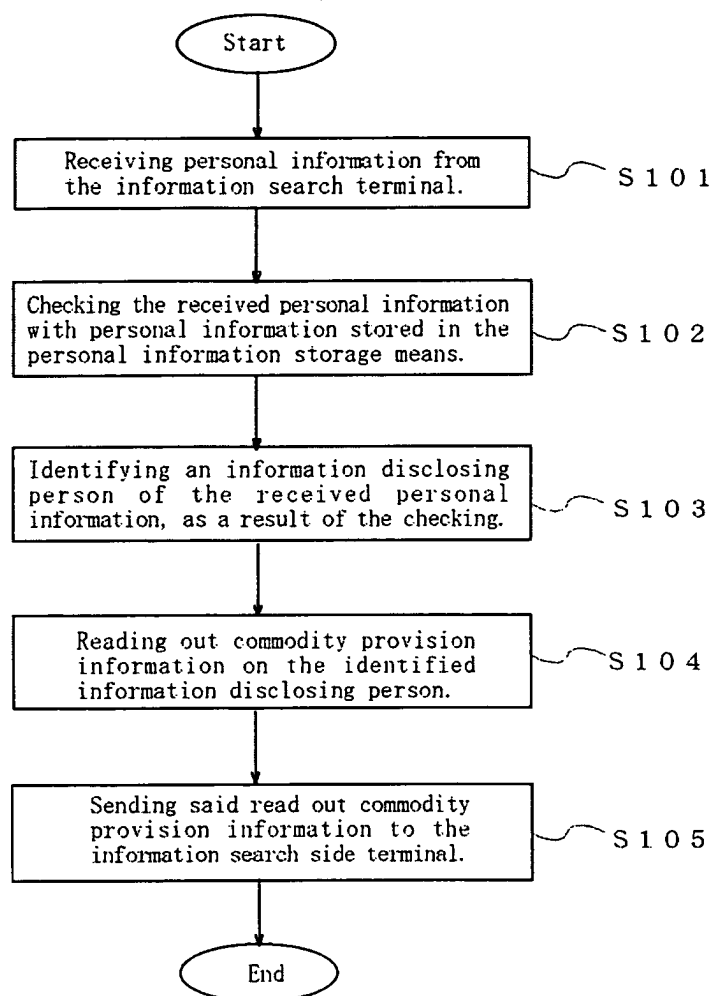 Start
Receiving personal information from
the information search terminal.
S101
Checking the received personal information
with personal information stored in the
personal information storage means.
S102
Identifying an information disclosing
person of the received personal
information, as a result of the checking.
S103
Reading out commodity provision
information on the identified
information disclosing person.
S104
Sending said read out commodity
provision information to the
information search side terminal.
S105
End